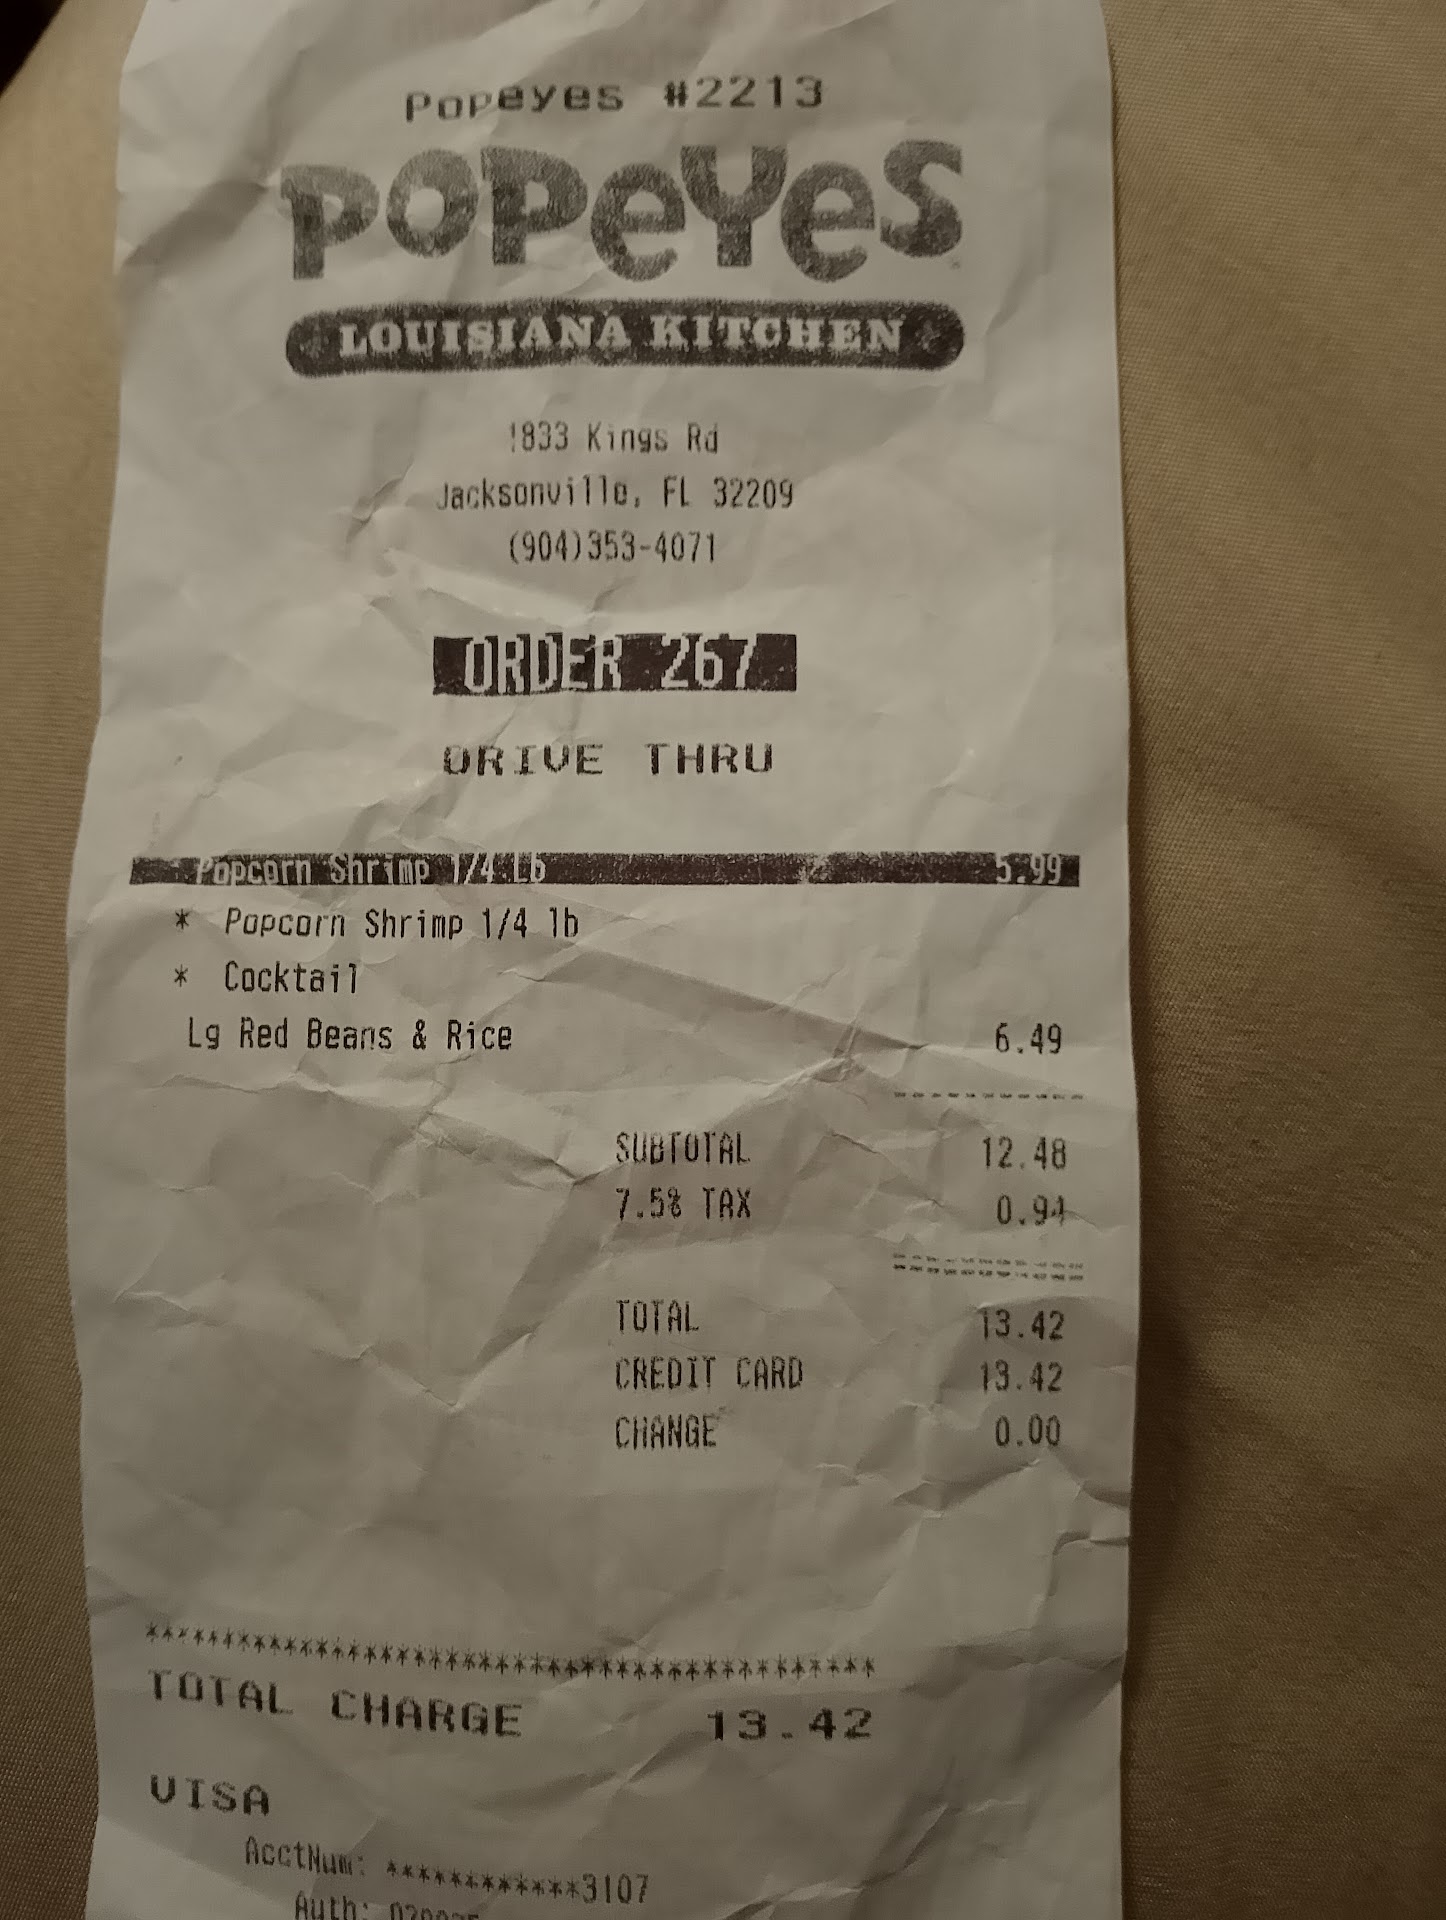 Popeyes #2213
POPEYES
LOUISIANA KITCHEN
1833 Kings Rd
Jacksonville, FL 32209
(904)353-4071
ORDER 267
DRIVE THRU
Popcorn Shrimp 1/4 Lb 5.99
* Popcorn Shrimp 1/4 lb
* Cocktail
Lg Red Beans & Rice 6.49
----------
SUBTOTAL 12.48
7.5% TAX 0.94
==========
TOTAL 13.42
CREDIT CARD 13.42
CHANGE 0.00
************************************************
TOTAL CHARGE 13.42
VISA
AcctNum: ************3107
Auth: